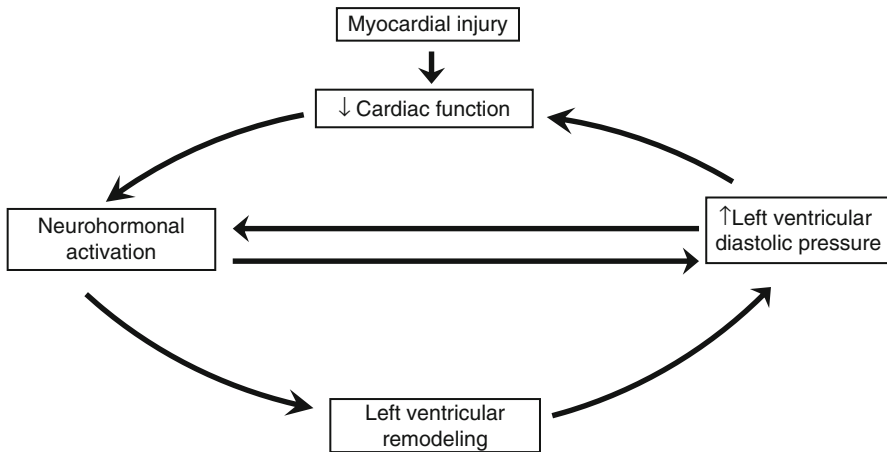 Myocardial injury
↓ Cardiac function
Neurohormonal
activation
↑Left ventricular
diastolic pressure
Left ventricular
remodeling